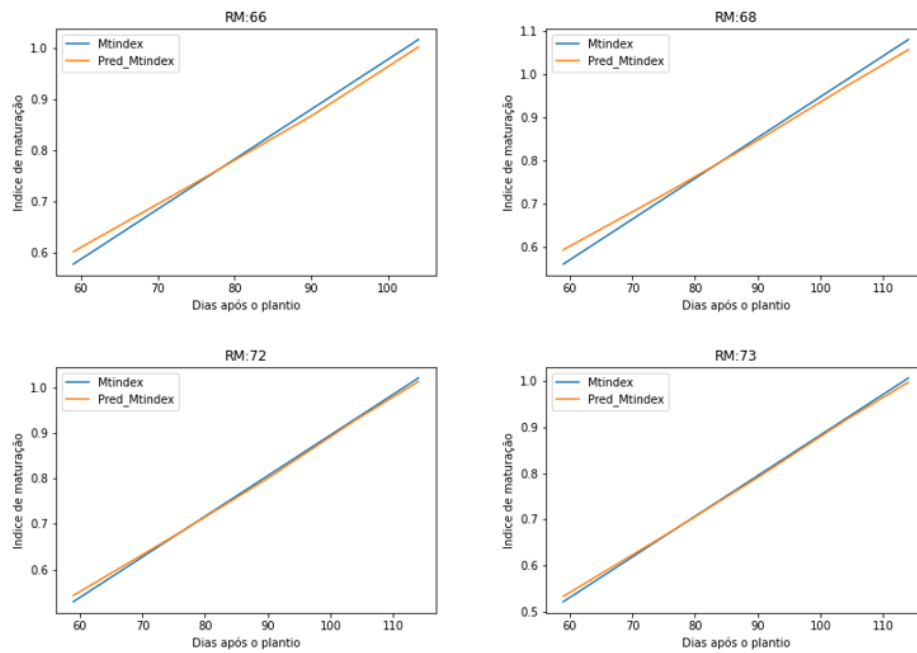 RM:66
Mtindex
Pred_Mtindex
Indice de maturação
1.0
0.9
0.8
0.7
0.6
60 70 80 90 100
Dias após o plantio
RM:68
Mtindex
Pred_Mtindex
Indice de maturação
1.1
1.0
0.9
0.8
0.7
0.6
60 70 80 90 100 110
Dias após o plantio
RM:72
Mtindex
Pred_Mtindex
Indice de maturação
1.0
0.9
0.8
0.7
0.6
60 70 80 90 100 110
Dias após o plantio
RM:73
Mtindex
Pred_Mtindex
Indice de maturação
1.0
0.9
0.8
0.7
0.6
0.5
60 70 80 90 100 110
Dias após o plantio